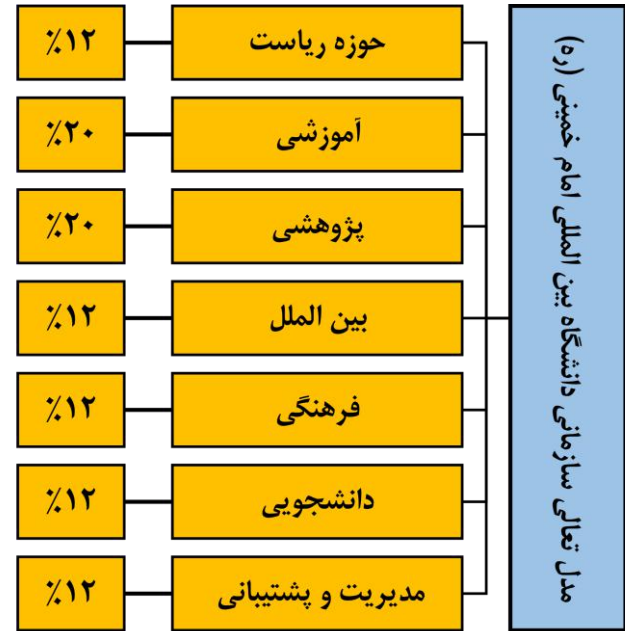 مدل تعالی سازمانی دانشگاه بین المللی امام خمینی (ره)
حوزه ریاست
٪۱۲
آموزشی
٪۲۰
پژوهشی
٪۲۰
بین الملل
٪۱۲
فرهنگی
٪۱۲
دانشجویی
٪۱۲
مدیریت و پشتیبانی
٪۱۲